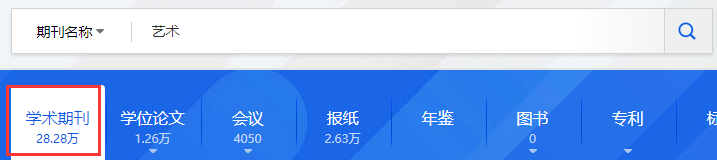 期刊名称 艺术
学术期刊 学位论文 会议 报纸 年鉴 图书 专利
28.28万 1.26万 4050 2.63万 0